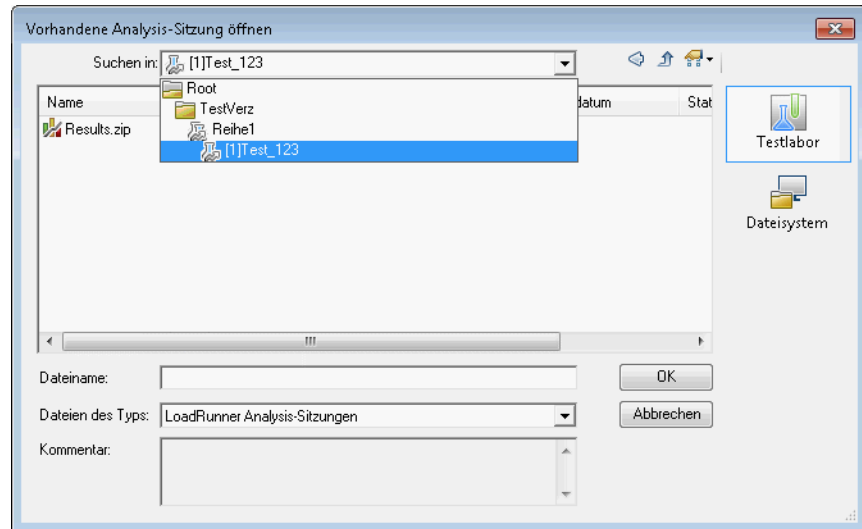 Vorhandene Analysis-Sitzung öffnen
Suchen in: [1]Test_123
Root
TestVerz
Reihe1
[1]Test_123
Name datum Stat
Results.zip
Testlabor
Dateisystem
Dateiname: OK
Dateien des Typs: LoadRunner Analysis-Sitzungen Abbrechen
Kommentar: